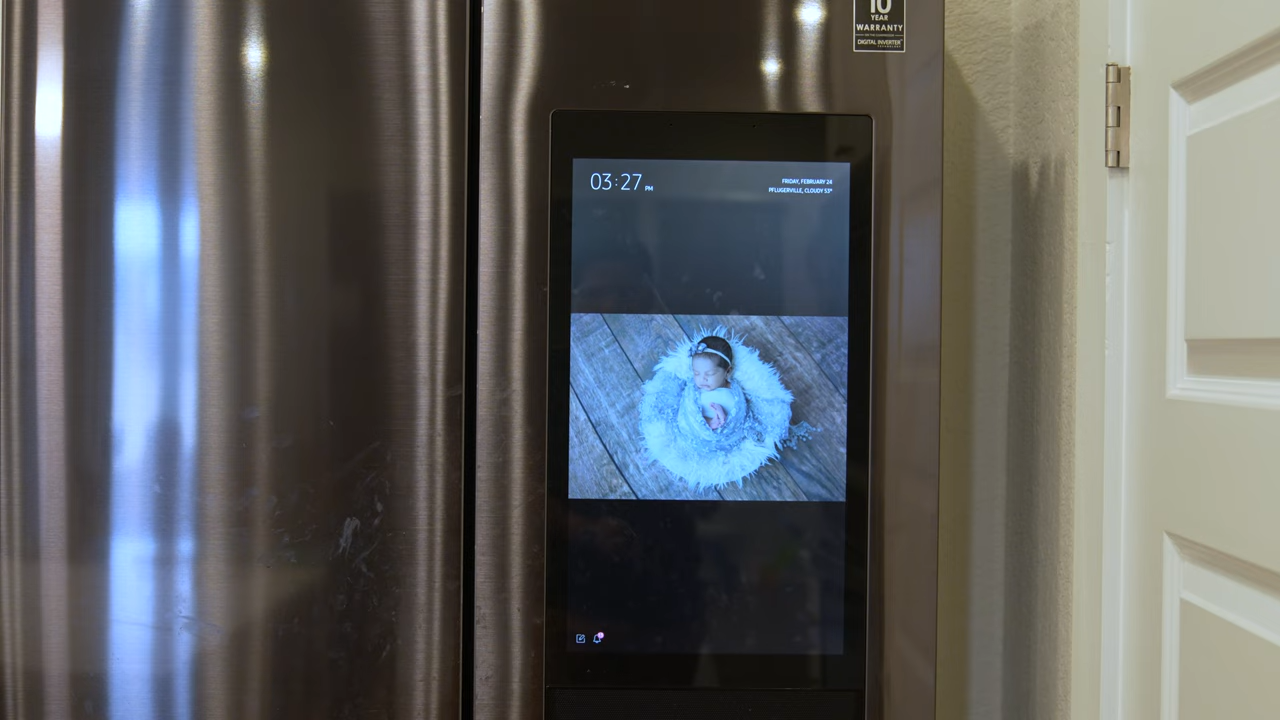 10
YEAR
WARRANTY
DIGITAL INVERTER
03:27 PM
FRIDAY, FEBRUARY 24
PFLUGERVILLE, CLOUDY 53°